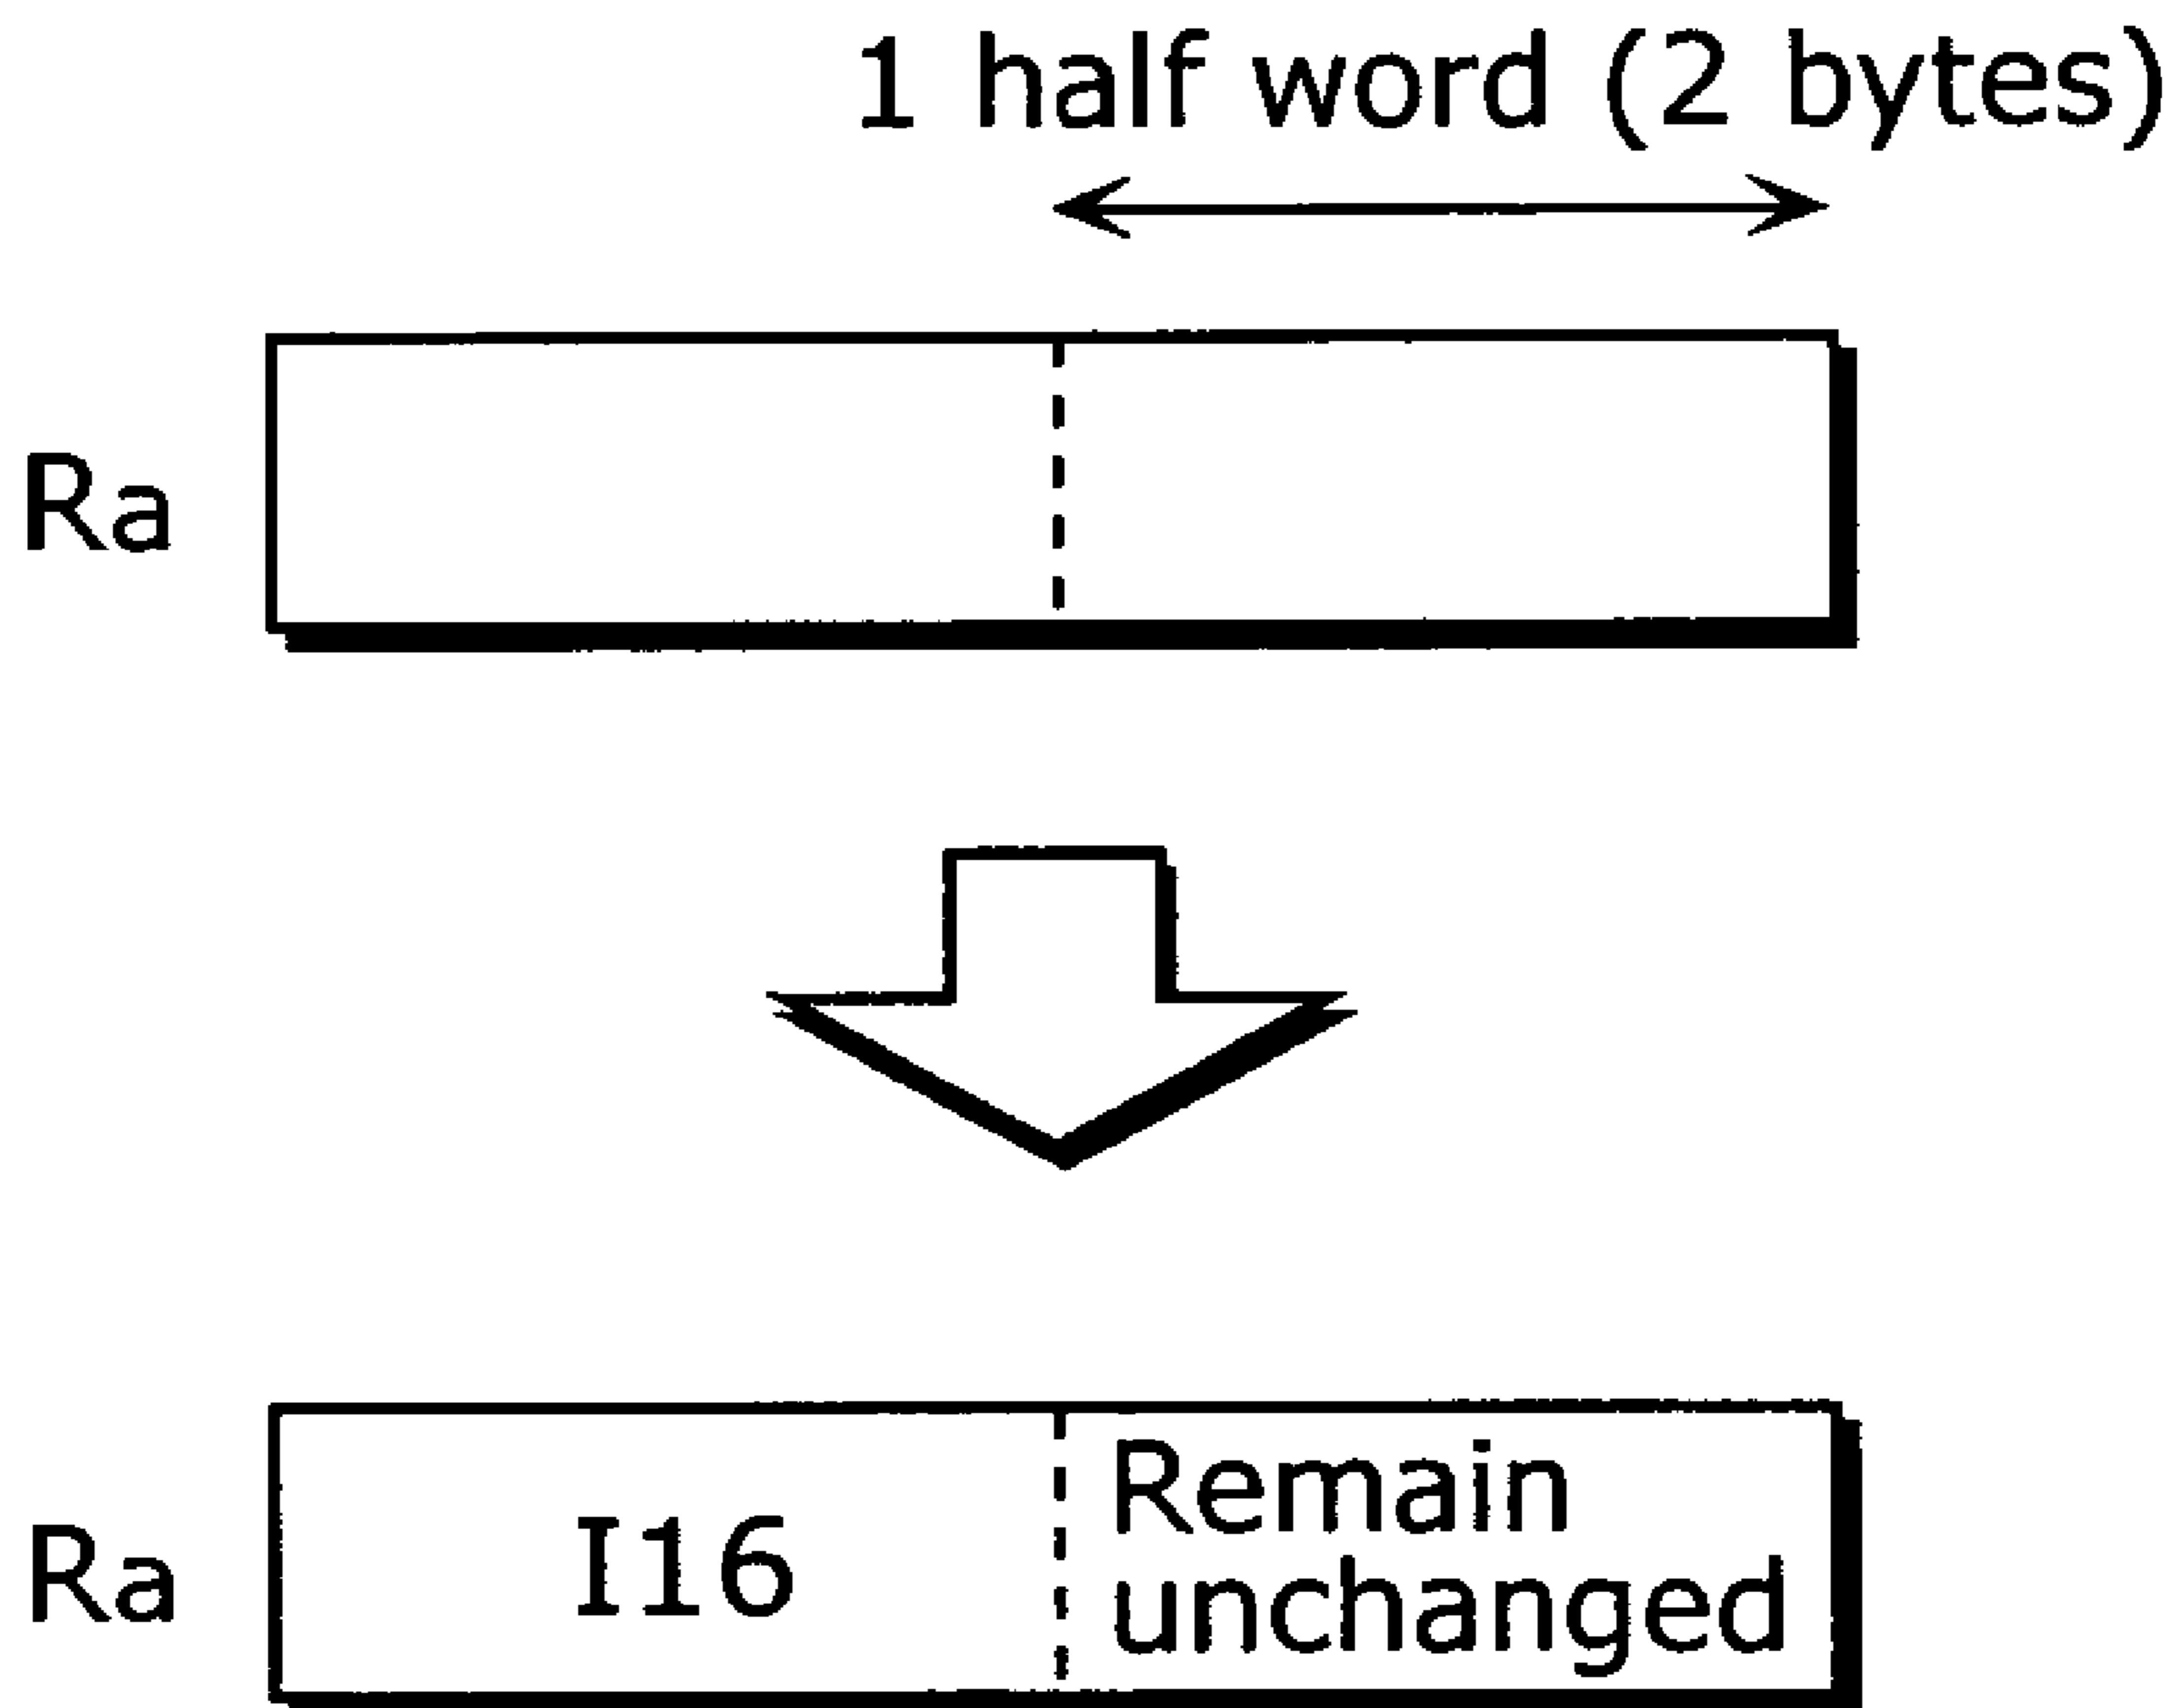 1 half word (2 bytes)
Ra
Remain
Ra I16
unchanged